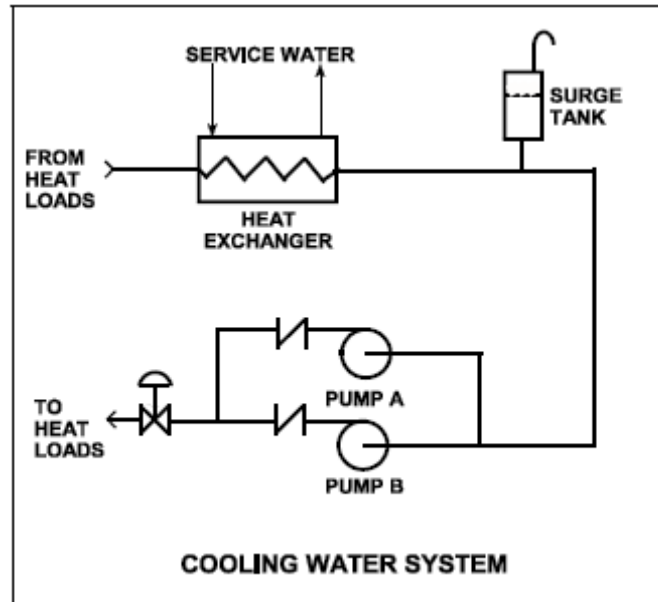 SERVICE WATER
SURGE
TANK
FROM
HEAT
LOADS
HEAT
EXCHANGER
PUMP A
TO
HEAT
LOADS
PUMP B
COOLING WATER SYSTEM